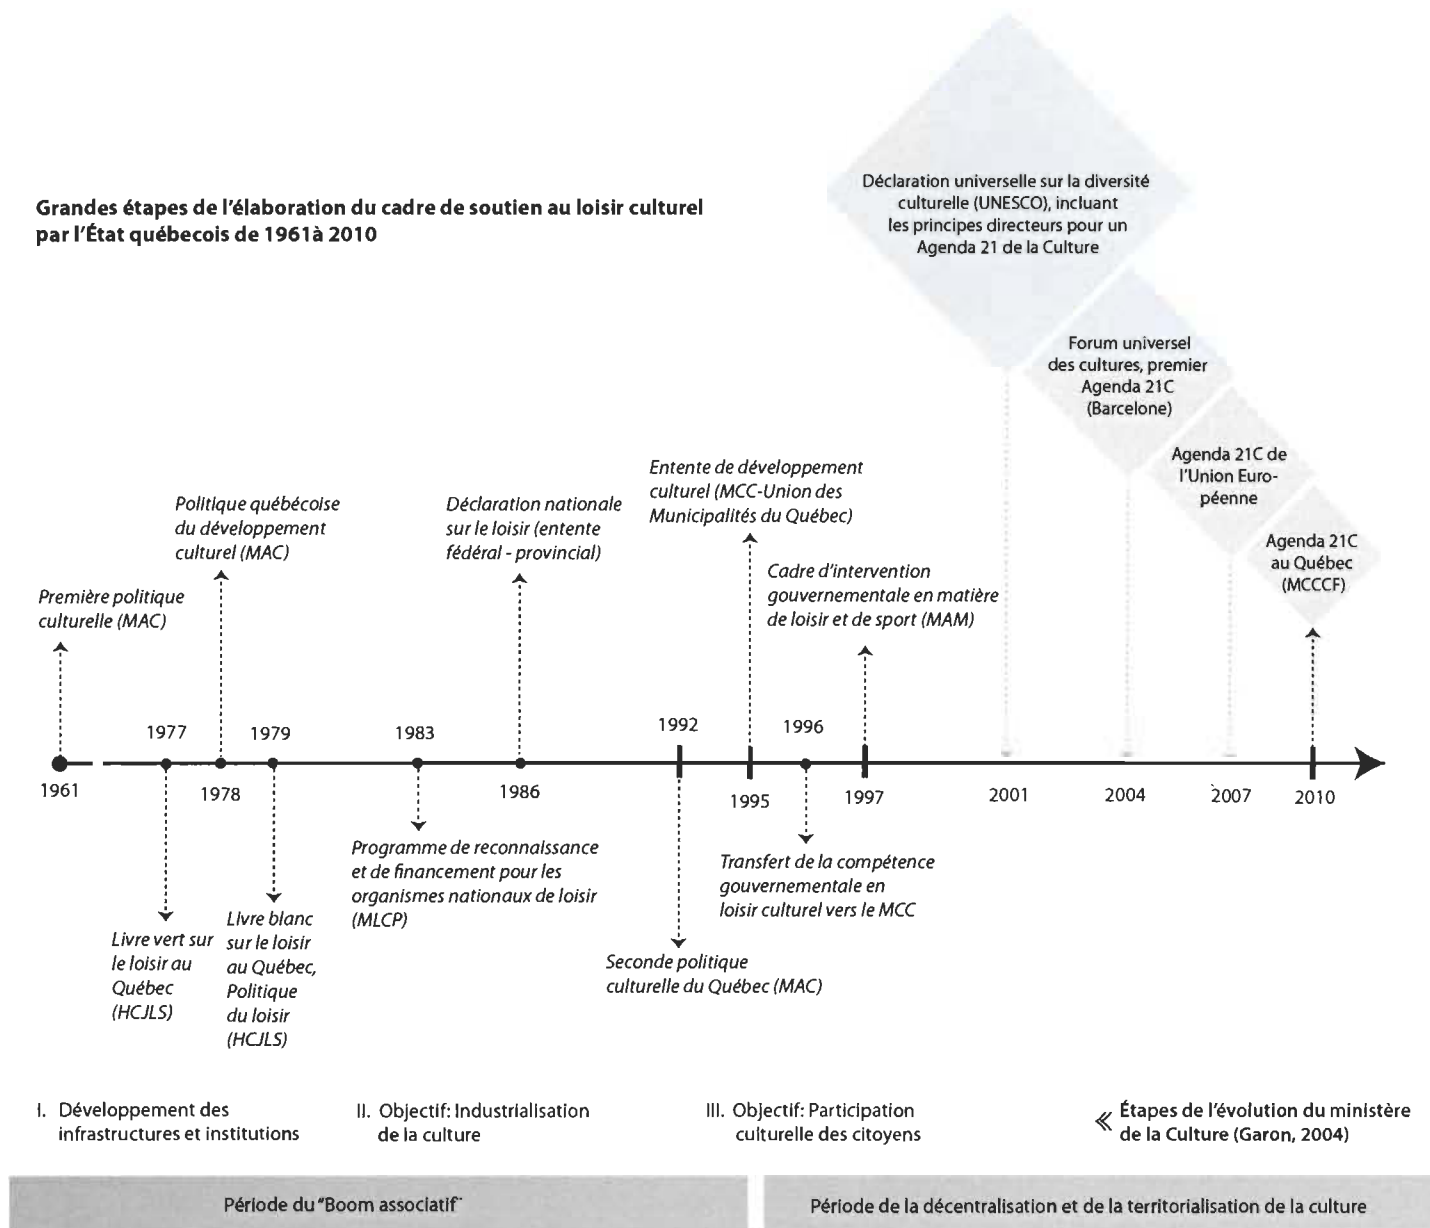 Grandes étapes de l'élaboration du cadre de soutien au loisir culturel
par l'État québecois de 1961à 2010
Déclaration universelle sur la diversité
culturelle (UNESCO), incluant
les principes directeurs pour un
Agenda 21 de la Culture
Forum universel
des cultures, premier
Agenda 21C
(Barcelone)
Agenda 21C de
l'Union Euro-
péenne
Agenda 21C
au Québec
(MCCCF)
Première politique
culturelle (MAC)
Politique québécoise
du développement
culturel (MAC)
Déclaration nationale
sur le loisir (entente
fédéral - provincial)
Entente de développement
culturel (MCC-Union des
Municipalités du Québec)
Cadre d'intervention
gouvernementale en matière
de loisir et de sport (MAM)
1977
1979
1983
1992
1996
1961
1978
1986
1995
1997
2001
2004
2007
2010
Livre vert sur
le loisir au
Québec
(HCJLS)
Livre blanc
sur le loisir
au Québec,
Politique
du loisir
(HCJLS)
Programme de reconnaissance
et de financement pour les
organismes nationaux de loisir
(MLCP)
Seconde politique
culturelle du Québec (MAC)
Transfert de la compétence
gouvernementale en
loisir culturel vers le MCC
I. Développement des
infrastructures et institutions
II. Objectif: Industrialisation
de la culture
III. Objectif: Participation
culturelle des citoyens
≪ Étapes de l'évolution du ministère
de la Culture (Garon, 2004)
Période du "Boom associatif"
Période de la décentralisation et de la territorialisation de la culture